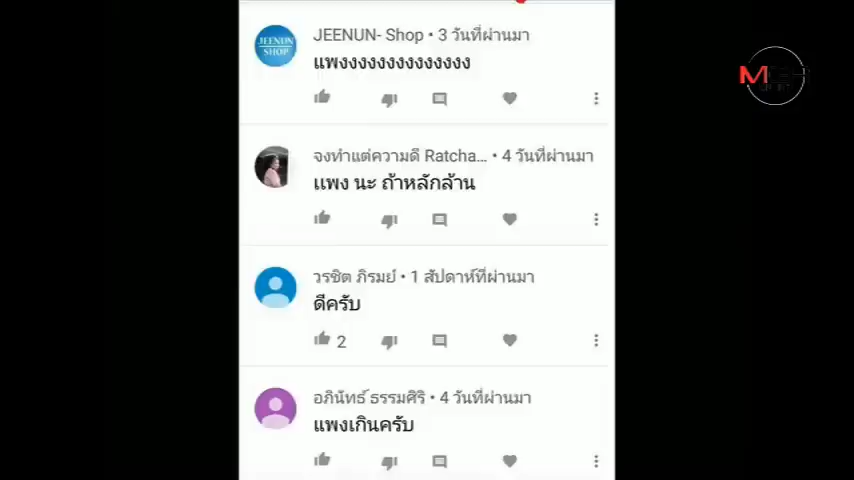 JEENUN
SHOP
JEENUN- Shop • 3 วันที่ผ่านมา
แพงงงงงงงงงงงงงง
จงทำแต่ความดี Ratcha... • 4 วันที่ผ่านมา
แพง นะ ถ้าหลักล้าน
วรชิต ภิรมย์ • 1 สัปดาห์ที่ผ่านมา
ดีครับ
2
อภินัทธ์ ธรรมศิริ • 4 วันที่ผ่านมา
แพงเกินครับ